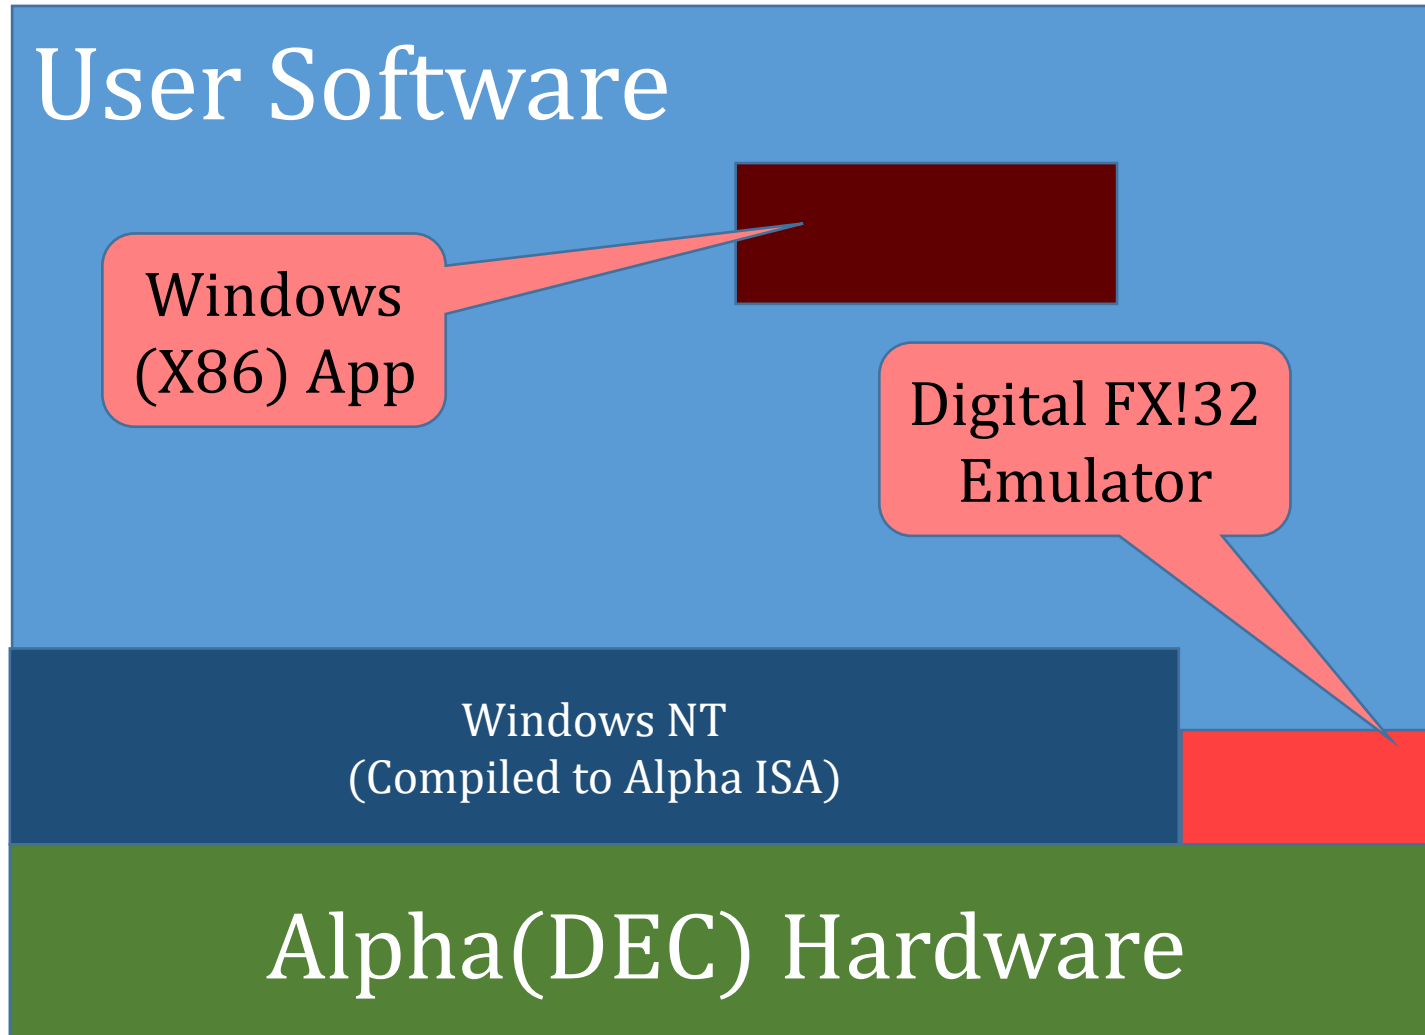 User Software
Windows
(X86) App
Digital FX!32
Emulator
Windows NT
(Compiled to Alpha ISA)
Alpha(DEC) Hardware